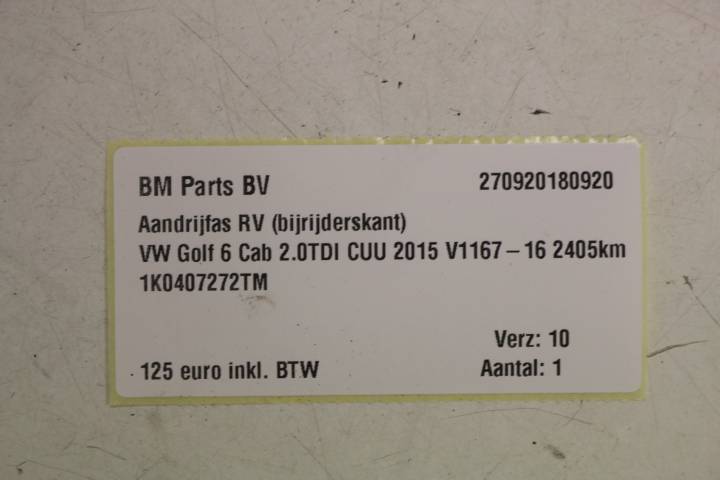 BM Parts BV 270920180920
Aandrijfas RV (bijrijderskant)
VW Golf 6 Cab 2.0TDI CUU 2015 V1167 – 16 2405km
1K0407272TM
Verz: 10
125 euro inkl. BTW Aantal: 1